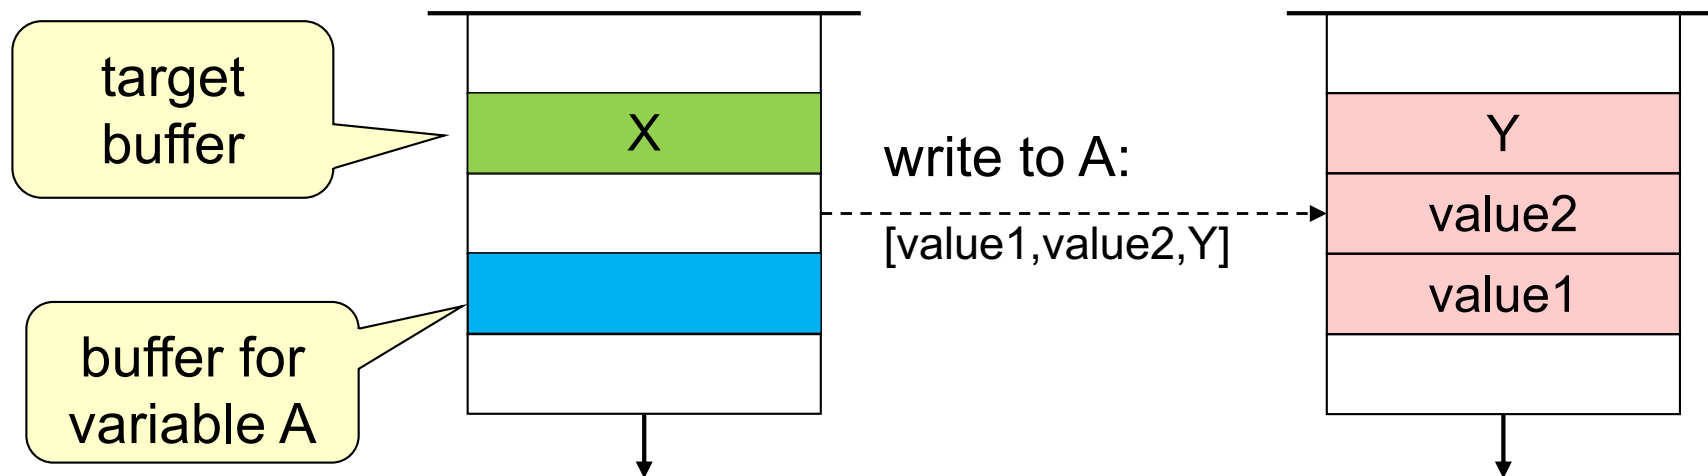 target
buffer
X
buffer for
variable A
write to A:
[value1,value2,Y]
Y
value2
value1